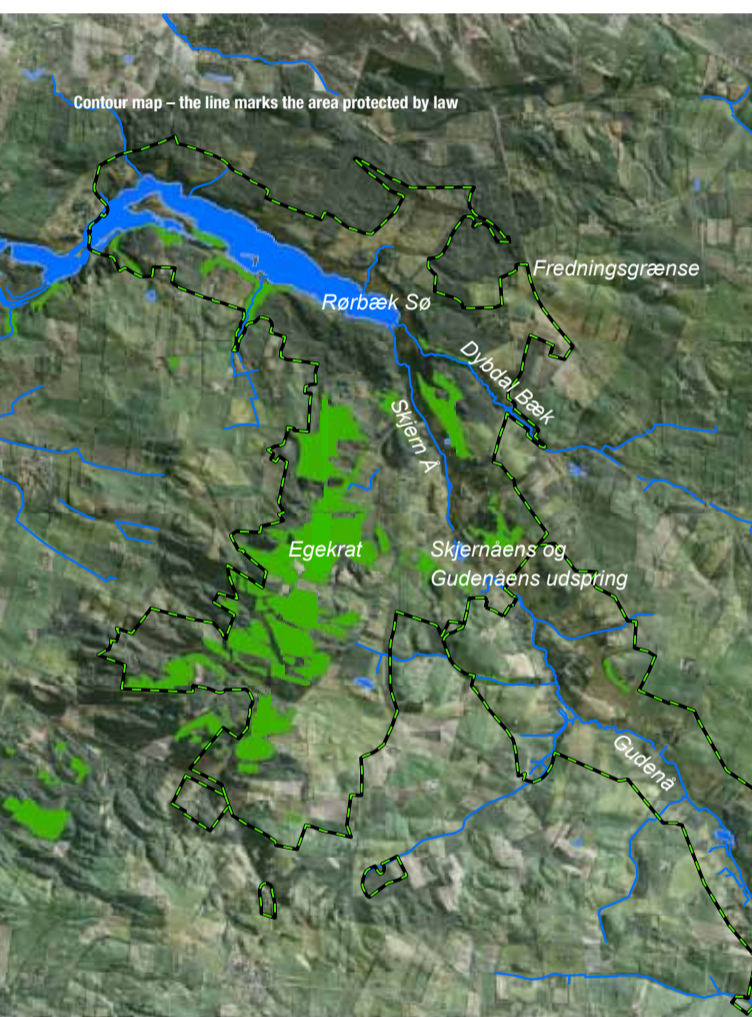 Contour map – the line marks the area protected by law
Fredningsgrænse
Rørbæk Sø
Dybdal Bæk
Skjern Å
Egekrat
Skjernåens og
Gudenåens udspring
Gudenå